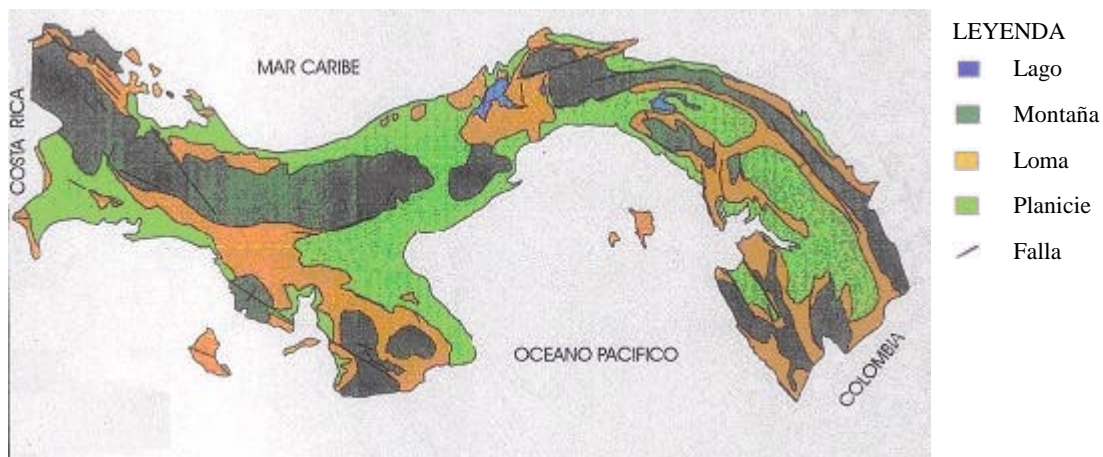 MAR CARIBE
COSTA RICA
OCEANO PACIFICO
COLOMBIA
LEYENDA
Lago
Montaña
Loma
Planicie
Falla